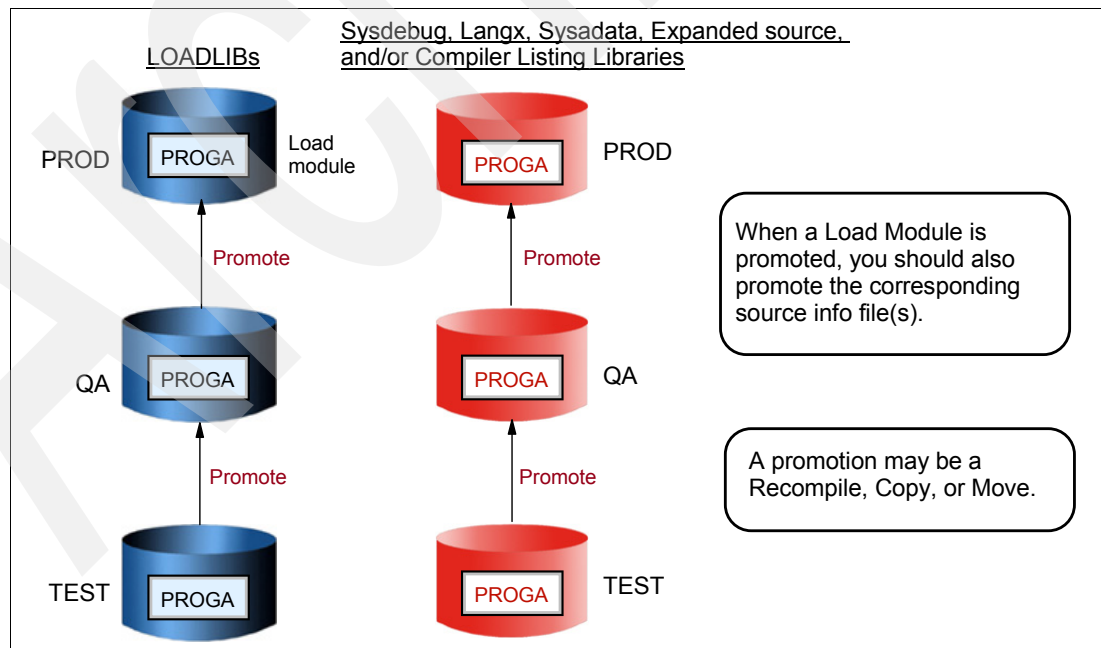 LOADLIBs
Sysdebug, Langx, Sysadata, Expanded source,
and/or Compiler Listing Libraries
PROD
PROGA
Load
module
PROGA
PROD
Promote
Promote
When a Load Module is
promoted, you should also
promote the corresponding
source info file(s).
QA
PROGA
PROGA
QA
Promote
Promote
A promotion may be a
Recompile, Copy, or Move.
TEST
PROGA
PROGA
TEST